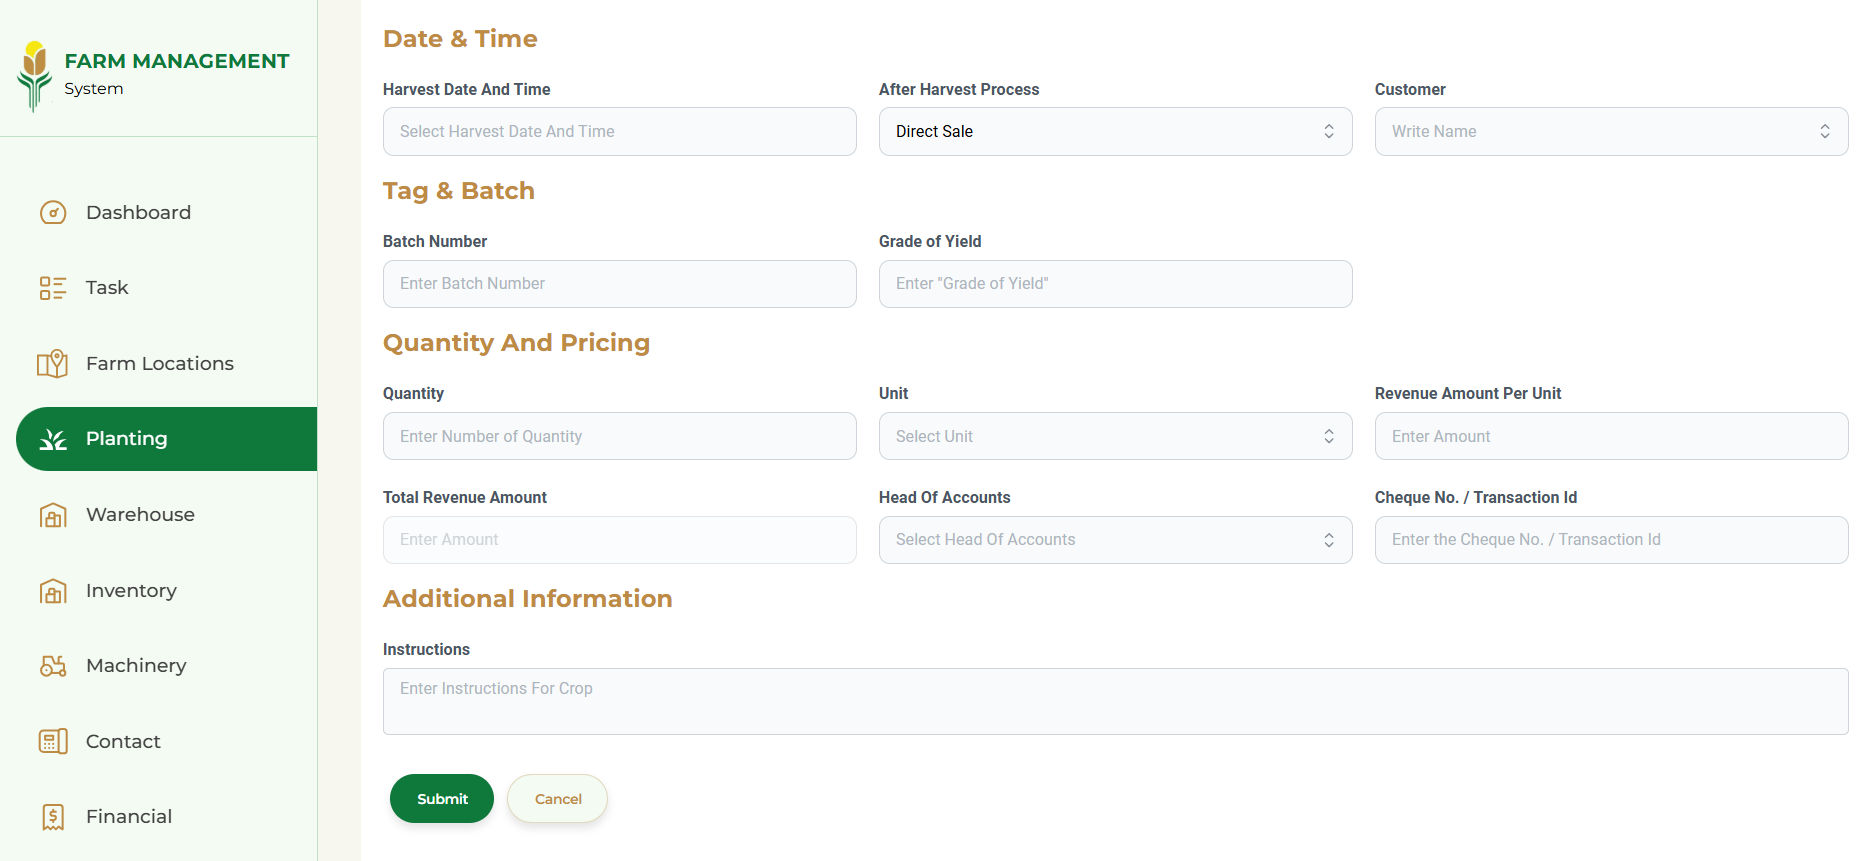 FARM MANAGEMENT
System
Dashboard
Task
Farm Locations
Planting
Warehouse
Inventory
Machinery
Contact
Financial
Date & Time
Harvest Date And Time
After Harvest Process
Customer
Select Harvest Date And Time
Direct Sale
Write Name
Tag & Batch
Batch Number
Grade of Yield
Enter Batch Number
Enter "Grade of Yield"
Quantity And Pricing
Quantity
Unit
Revenue Amount Per Unit
Enter Number of Quantity
Select Unit
Enter Amount
Total Revenue Amount
Head Of Accounts
Cheque No. / Transaction Id
Enter Amount
Select Head Of Accounts
Enter the Cheque No. / Transaction Id
Additional Information
Instructions
Enter Instructions For Crop
Submit
Cancel